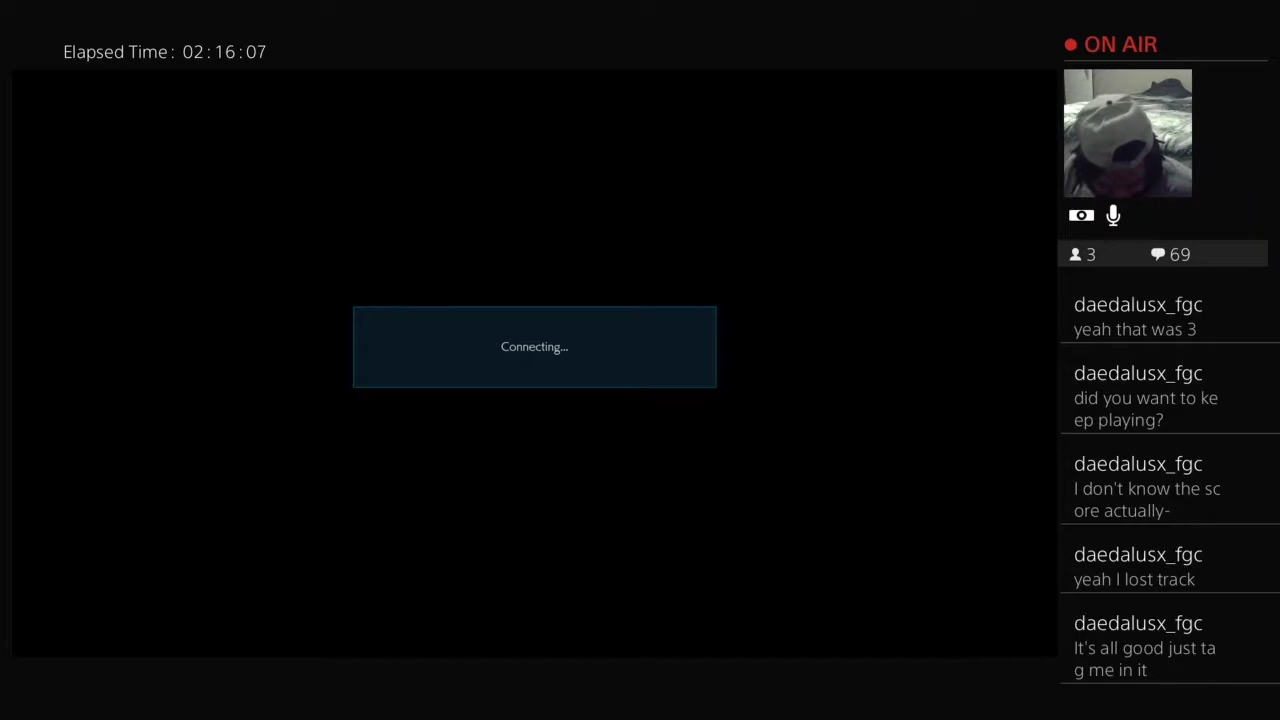 Elapsed Time: 02:16:07
ON AIR
3 69
daedalusx_fgc
yeah that was 3
daedalusx_fgc
did you want to ke
ep playing?
daedalusx_fgc
I don't know the sc
ore actually-
daedalusx_fgc
yeah I lost track
daedalusx_fgc
It's all good just ta
g me in it
Connecting...